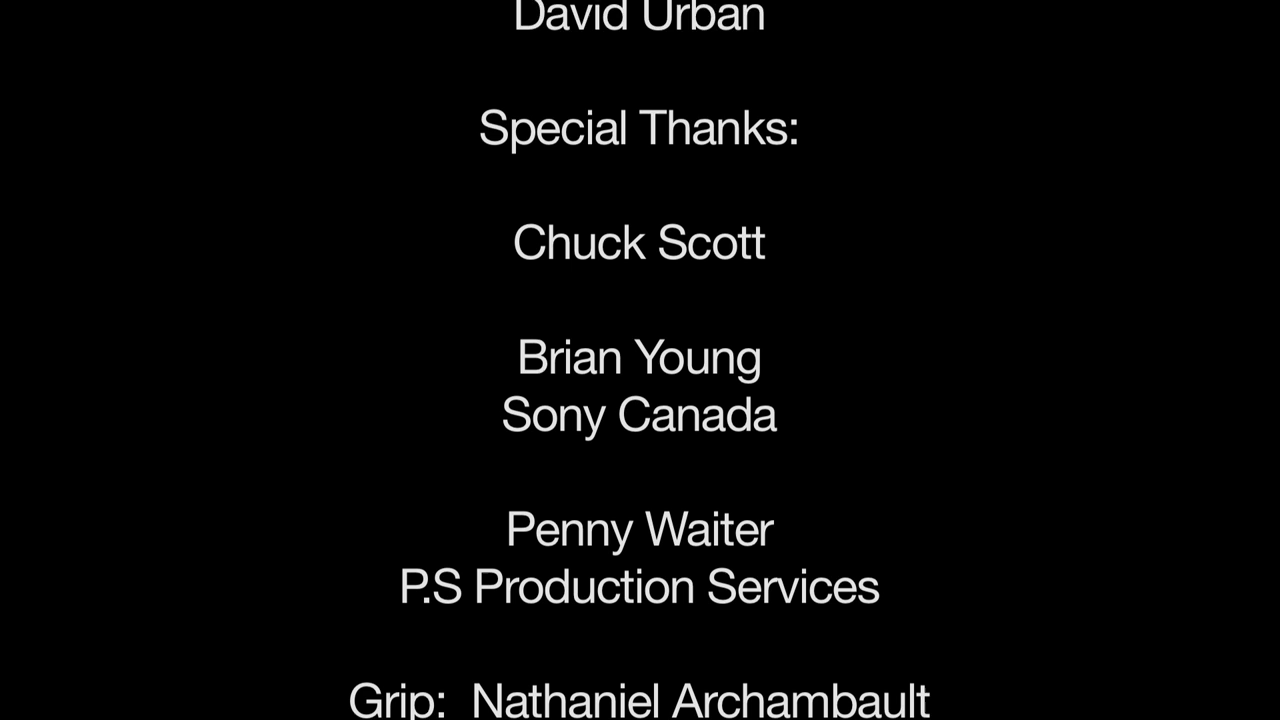 David Urban
Special Thanks:
Chuck Scott
Brian Young
Sony Canada
Penny Waiter
P.S Production Services
Grip:  Nathaniel Archambault